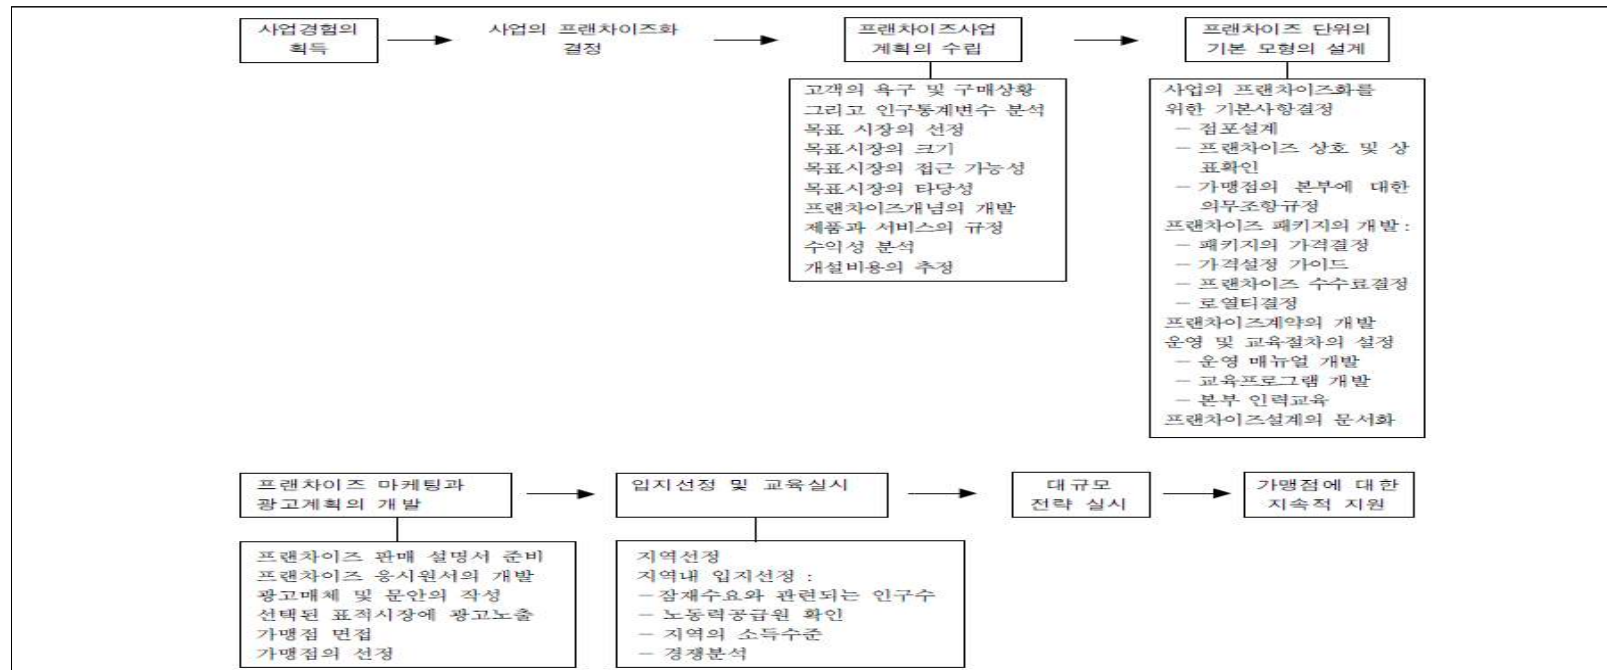 사업경험의
획득
사업의 프랜차이즈화
결정
프랜차이즈사업
계획의 수립
프랜차이즈 단위의
기본 모형의 설계
고객의 욕구 및 구매상황
그리고 인구통계변수 분석
목표 시장의 선정
목표시장의 크기
목표시장의 접근 가능성
목표시장의 타당성
프랜차이즈개념의 개발
제품과 서비스의 규정
수익성 분석
개설비용의 추정
사업의 프랜차이즈화를
위한 기본사항결정
– 점포설계
– 프랜차이즈 상호 및 상
표확인
– 가맹점의 본부에 대한
의무조항규정
프랜차이즈 패키지의 개발 :
– 패키지의 가격결정
– 가격설정 가이드
– 프랜차이즈 수수료결정
– 로열티결정
프랜차이즈계약의 개발
운영 및 교육절차의 설정
– 운영 매뉴얼 개발
– 교육프로그램 개발
– 본부 인력교육
프랜차이즈설계의 문서화
프랜차이즈 마케팅과
광고계획의 개발
입지선정 및 교육실시
대규모
전략 실시
가맹점에 대한
지속적 지원
프랜차이즈 판매 설명서 준비
프랜차이즈 응시원서의 개발
광고매체 및 문안의 작성
선택된 표적시장에 광고노출
가맹점 면접
가맹점의 선정
지역선정
지역내 입지선정 :
–잠재수요와 관련되는 인구수
– 노동력공급원 확인
– 지역의 소득수준
– 경쟁분석